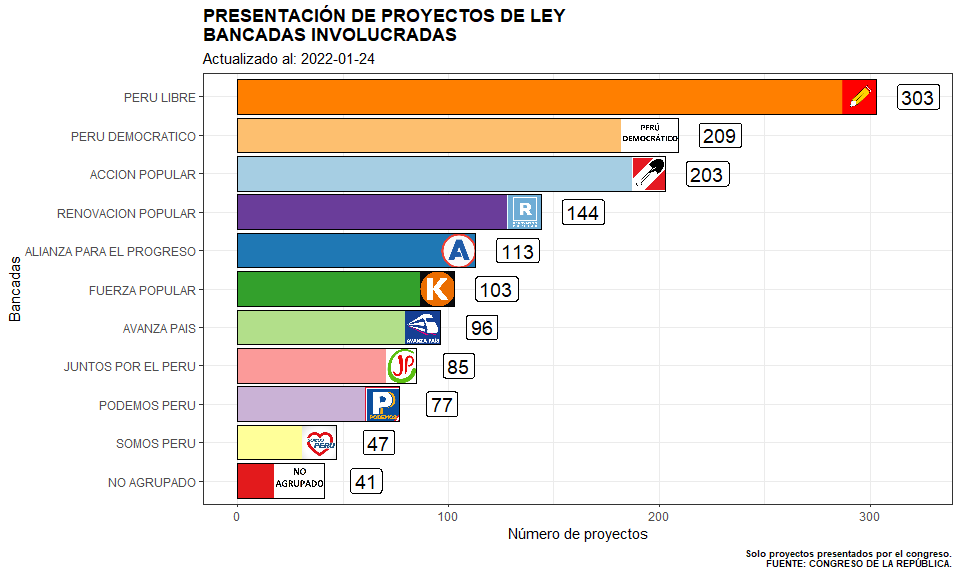 PRESENTACIÓN DE PROYECTOS DE LEY
BANCADAS INVOLUCRADAS
Actualizado al: 2022-01-24
Bancadas
PERU LIBRE
303
PERU DEMOCRATICO
PERÚ
DEMOCRÁTICO
209
ACCION POPULAR
203
RENOVACION POPULAR
R
144
ALIANZA PARA EL PROGRESO
A
113
FUERZA POPULAR
K
103
AVANZA PAIS
AVANZA PAÍS
96
JUNTOS POR EL PERU
JP
85
PODEMOS PERU
P
PODEMOS
77
SOMOS PERU
SOMOS
PERU
47
NO AGRUPADO
NO
AGRUPADO
41
0
100
200
300
Número de proyectos
Solo proyectos presentados por el congreso.
FUENTE: CONGRESO DE LA REPÚBLICA.